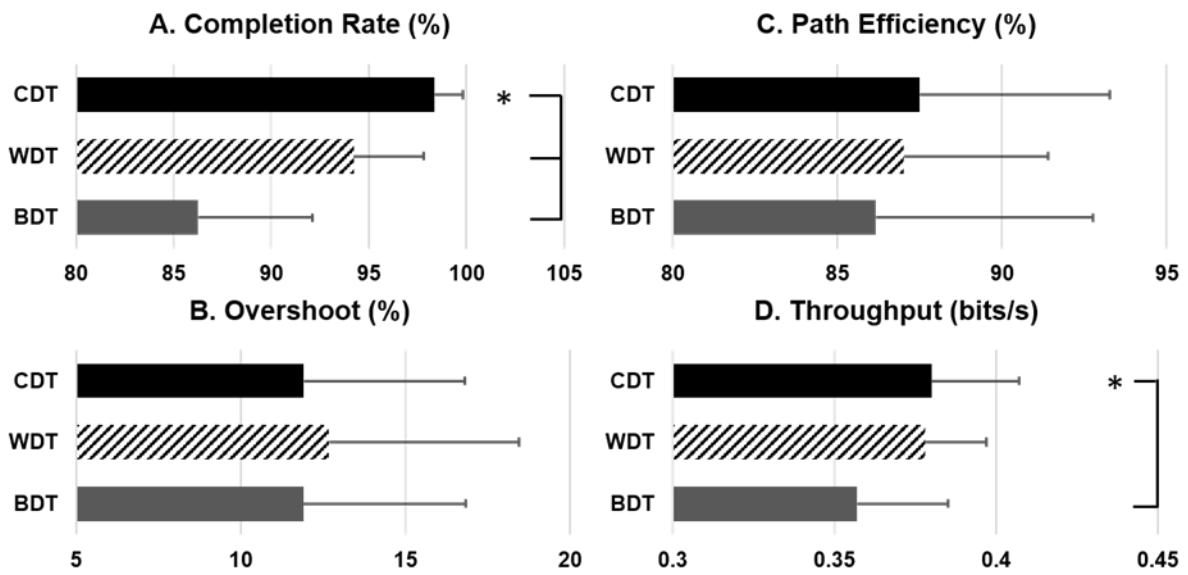 A. Completion Rate (%)
CDT
*
WDT
BDT
80 85 90 95 100 105
B. Overshoot (%)
CDT
WDT
BDT
5 10 15 20
C. Path Efficiency (%)
CDT
WDT
BDT
80 85 90 95
D. Throughput (bits/s)
CDT
*
WDT
BDT
0.3 0.35 0.4 0.45